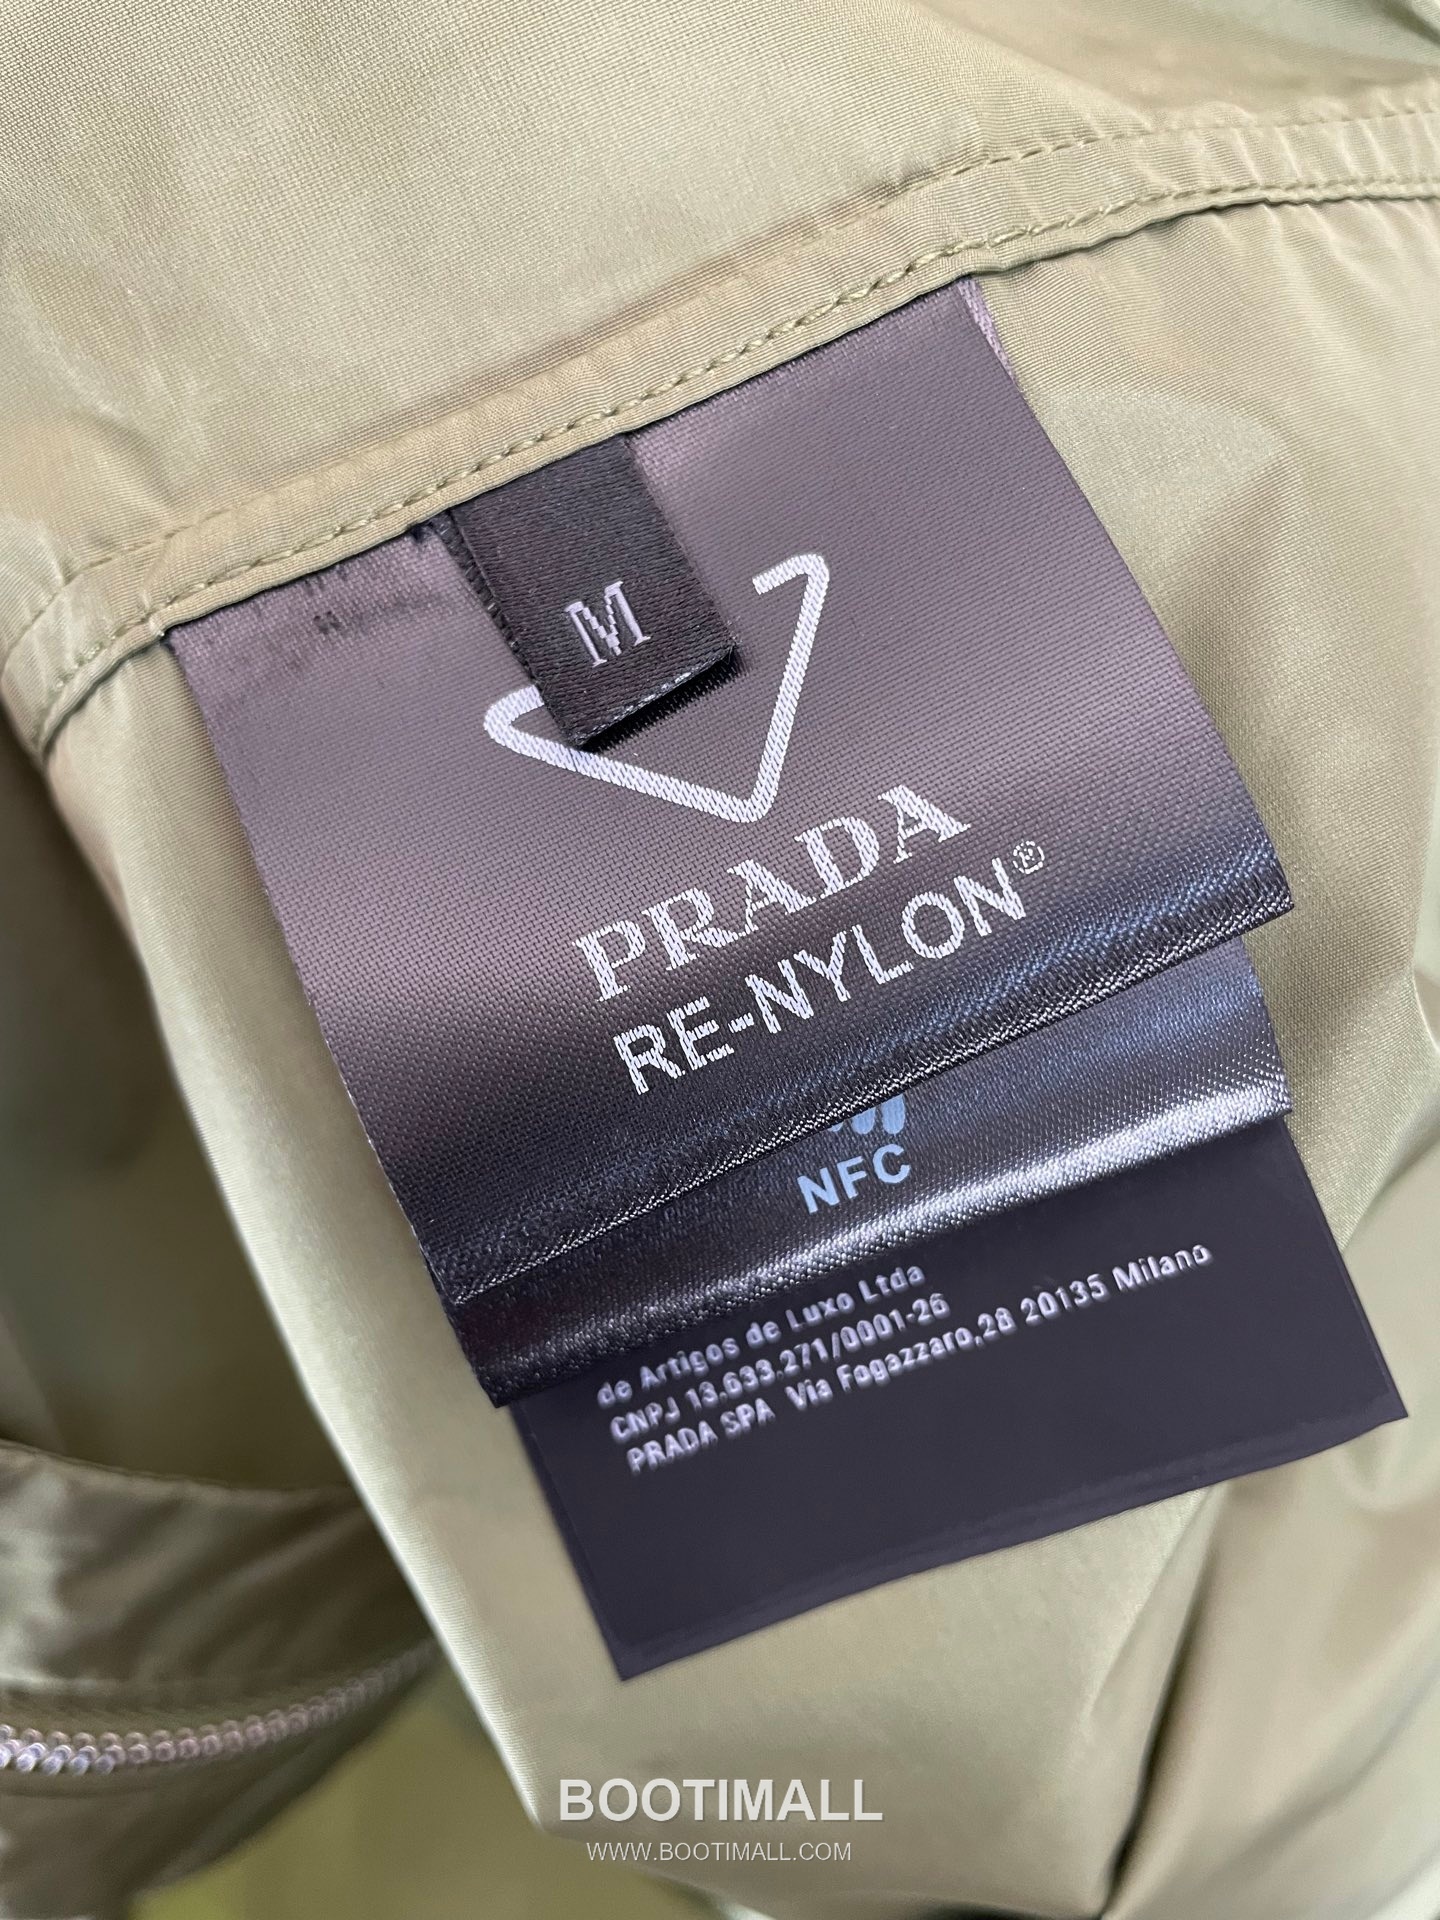 M
PRADA
RE-NYLON®
NFC
de Artigos de Luxo Ltda
CNPJ 13.633.271/0001-26
PRADA SPA Via Fogazzaro,28 20135 Milano
BOOTIMALL
WWW.BOOTIMALL.COM